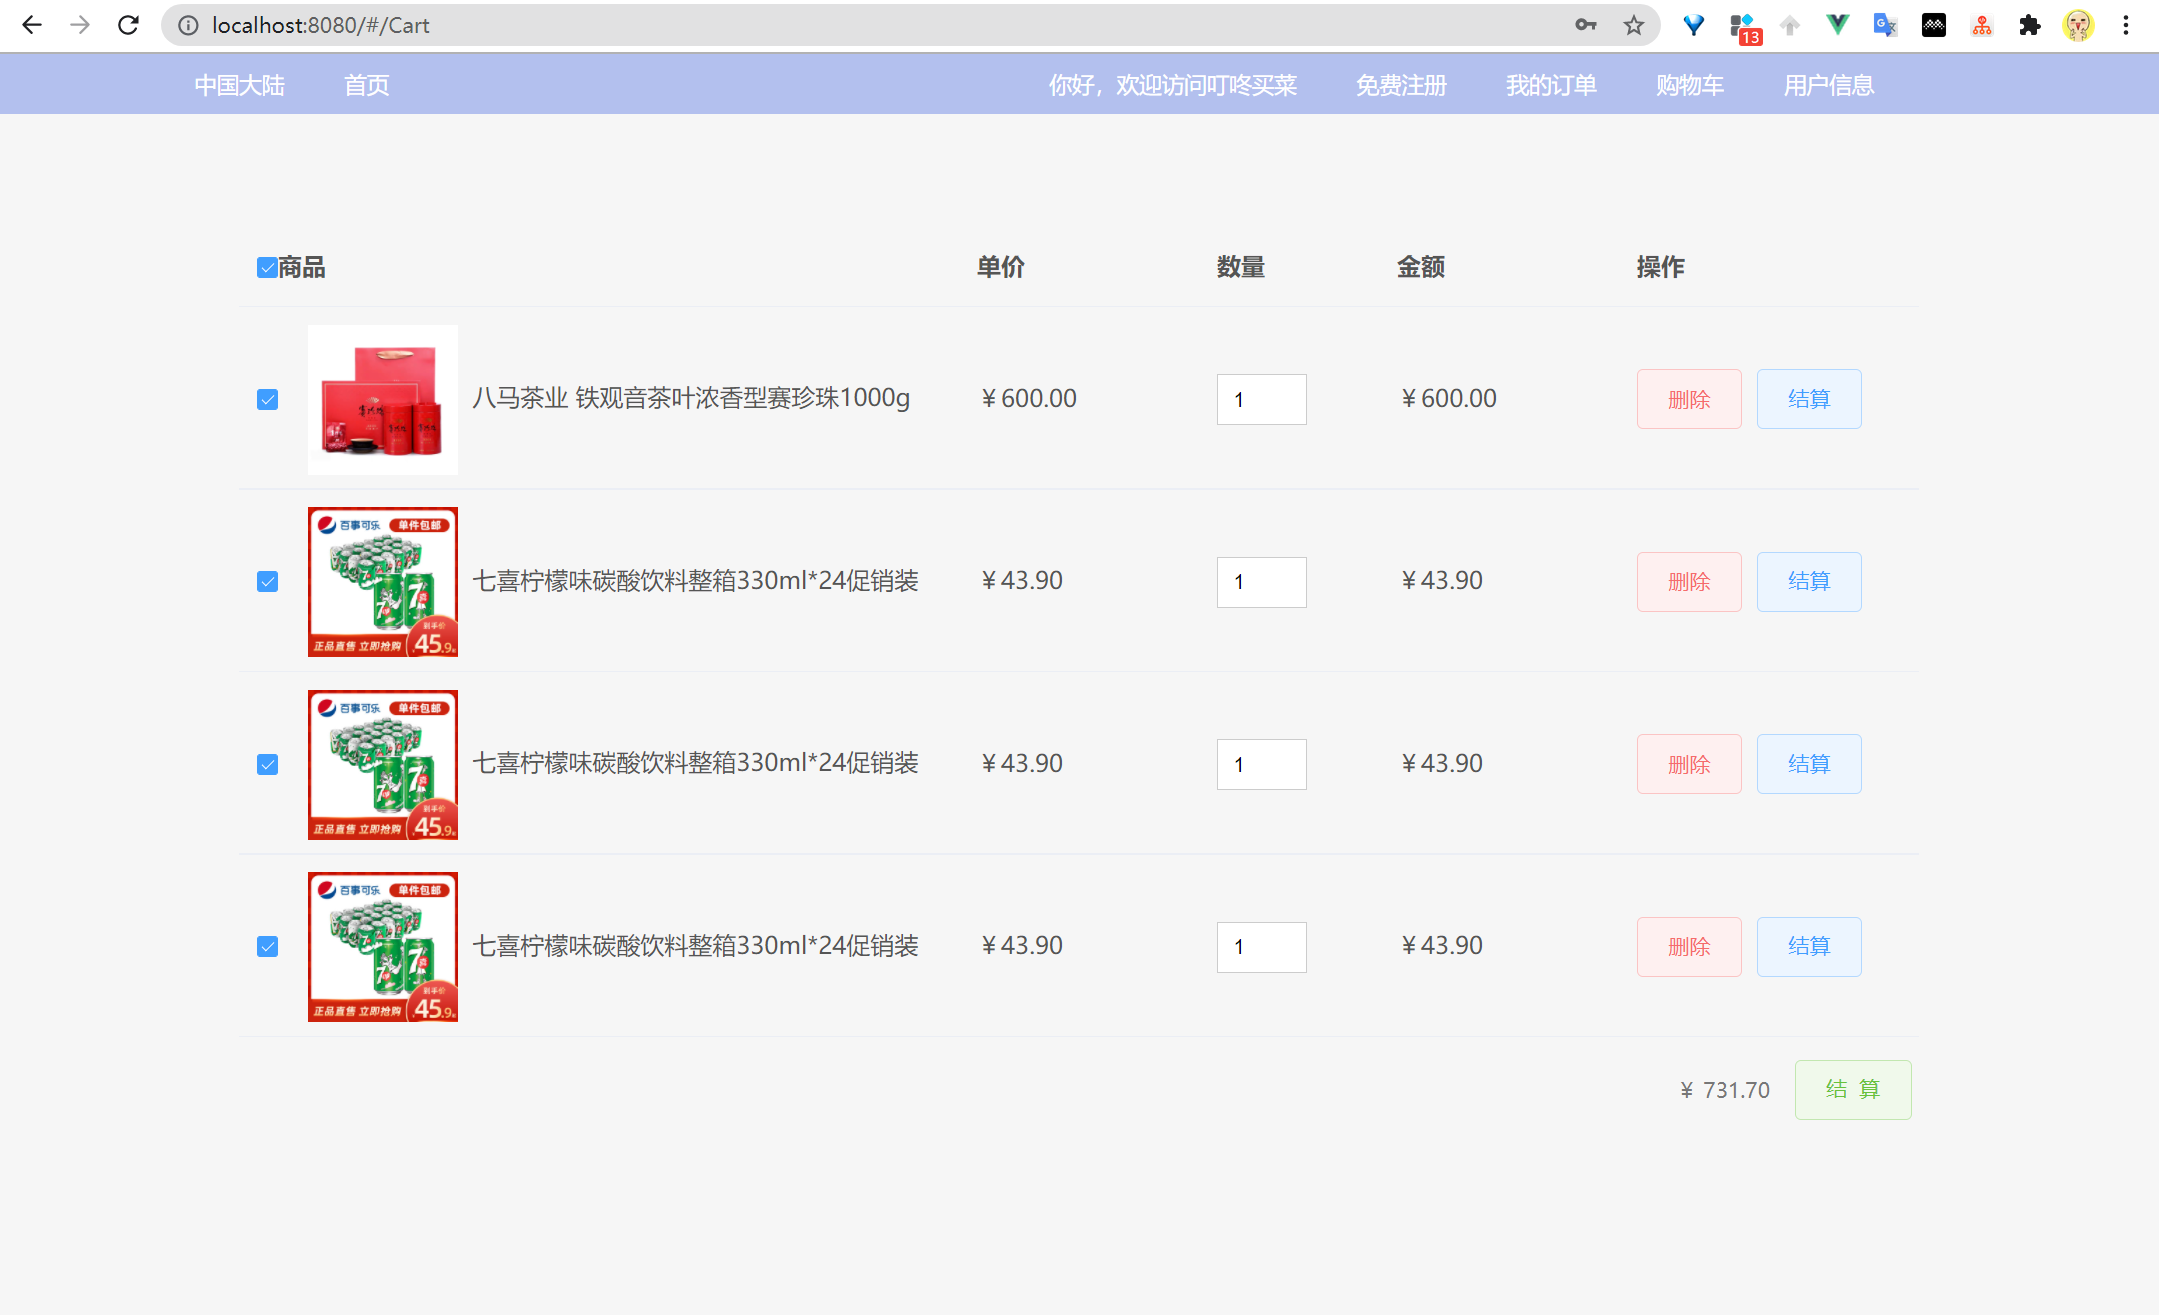 localhost:8080/#/Cart
13
中国大陆 首页 你好，欢迎访问叮咚买菜 免费注册 我的订单 购物车 用户信息
商品 单价 数量 金额 操作
八马茶业 铁观音茶叶浓香型赛珍珠1000g ￥600.00 1 ￥600.00 删除 结算
百事可乐 单件包邮
七喜柠檬味碳酸饮料整箱330ml*24促销装 ￥43.90 1 ￥43.90 删除 结算
到手价
正品直售 立即抢购 45.9
百事可乐 单件包邮
七喜柠檬味碳酸饮料整箱330ml*24促销装 ￥43.90 1 ￥43.90 删除 结算
到手价
正品直售 立即抢购 45.9
百事可乐 单件包邮
七喜柠檬味碳酸饮料整箱330ml*24促销装 ￥43.90 1 ￥43.90 删除 结算
到手价
正品直售 立即抢购 45.9
￥ 731.70 结 算